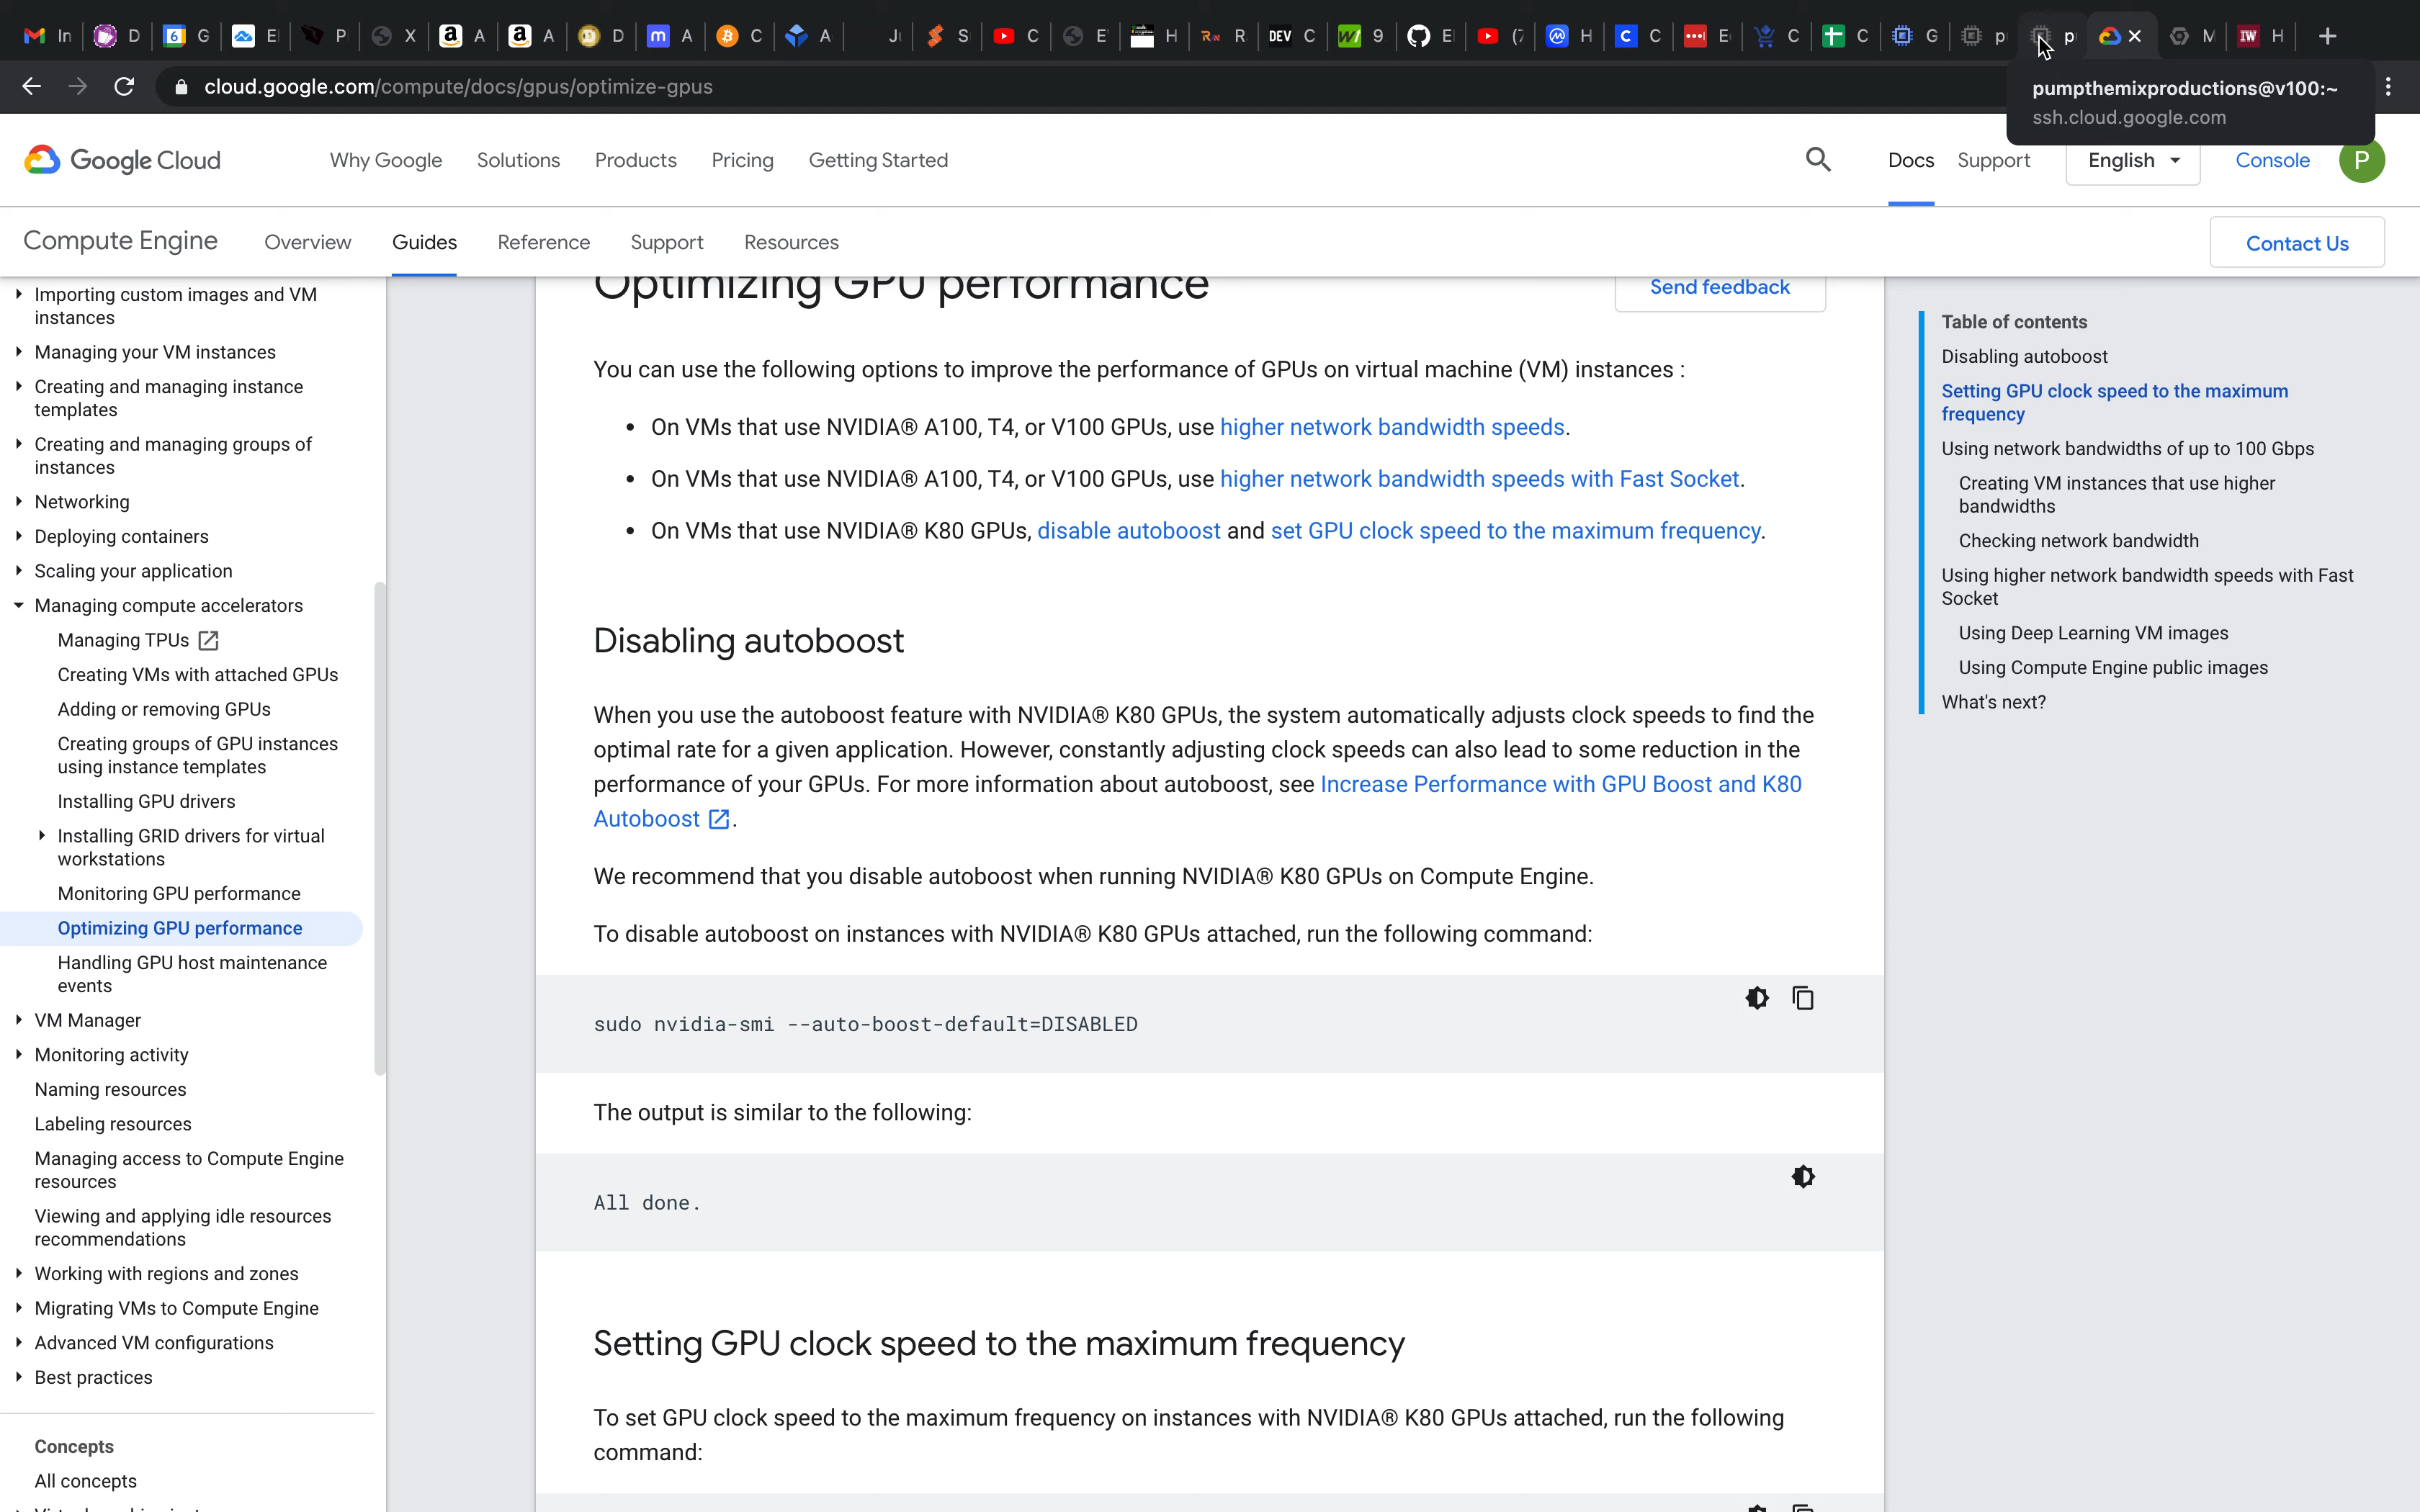 In
D
G
E
P
X
A
A
D
A
C
A
Ju
S
C
E
H
R
DEV C
9
E
(7
H
C
E
C
C
G
p
p
M
IW H
cloud.google.com/compute/docs/gpus/optimize-gpus
pumpthemixproductions@v100:~
ssh.cloud.google.com
Google Cloud
Why Google
Solutions
Products
Pricing
Getting Started
Docs
Support
English
Console
P
Compute Engine
Overview
Guides
Reference
Support
Resources
Contact Us
Importing custom images and VM
instances
Managing your VM instances
Creating and managing instance
templates
Creating and managing groups of
instances
Networking
Deploying containers
Scaling your application
Managing compute accelerators
Managing TPUs
Creating VMs with attached GPUs
Adding or removing GPUs
Creating groups of GPU instances
using instance templates
Installing GPU drivers
Installing GRID drivers for virtual
workstations
Monitoring GPU performance
Optimizing GPU performance
Handling GPU host maintenance
events
VM Manager
Monitoring activity
Naming resources
Labeling resources
Managing access to Compute Engine
resources
Viewing and applying idle resources
recommendations
Working with regions and zones
Migrating VMs to Compute Engine
Advanced VM configurations
Best practices
Concepts
All concepts
Optimizing GPU performance
Send feedback
You can use the following options to improve the performance of GPUs on virtual machine (VM) instances :
• On VMs that use NVIDIA® A100, T4, or V100 GPUs, use higher network bandwidth speeds.
• On VMs that use NVIDIA® A100, T4, or V100 GPUs, use higher network bandwidth speeds with Fast Socket.
• On VMs that use NVIDIA® K80 GPUs, disable autoboost and set GPU clock speed to the maximum frequency.
Disabling autoboost
When you use the autoboost feature with NVIDIA® K80 GPUs, the system automatically adjusts clock speeds to find the
optimal rate for a given application. However, constantly adjusting clock speeds can also lead to some reduction in the
performance of your GPUs. For more information about autoboost, see Increase Performance with GPU Boost and K80
Autoboost.
We recommend that you disable autoboost when running NVIDIA® K80 GPUs on Compute Engine.
To disable autoboost on instances with NVIDIA® K80 GPUs attached, run the following command:
sudo nvidia-smi --auto-boost-default=DISABLED
The output is similar to the following:
All done.
Setting GPU clock speed to the maximum frequency
To set GPU clock speed to the maximum frequency on instances with NVIDIA® K80 GPUs attached, run the following
command:
Table of contents
Disabling autoboost
Setting GPU clock speed to the maximum
frequency
Using network bandwidths of up to 100 Gbps
Creating VM instances that use higher
bandwidths
Checking network bandwidth
Using higher network bandwidth speeds with Fast
Socket
Using Deep Learning VM images
Using Compute Engine public images
What's next?